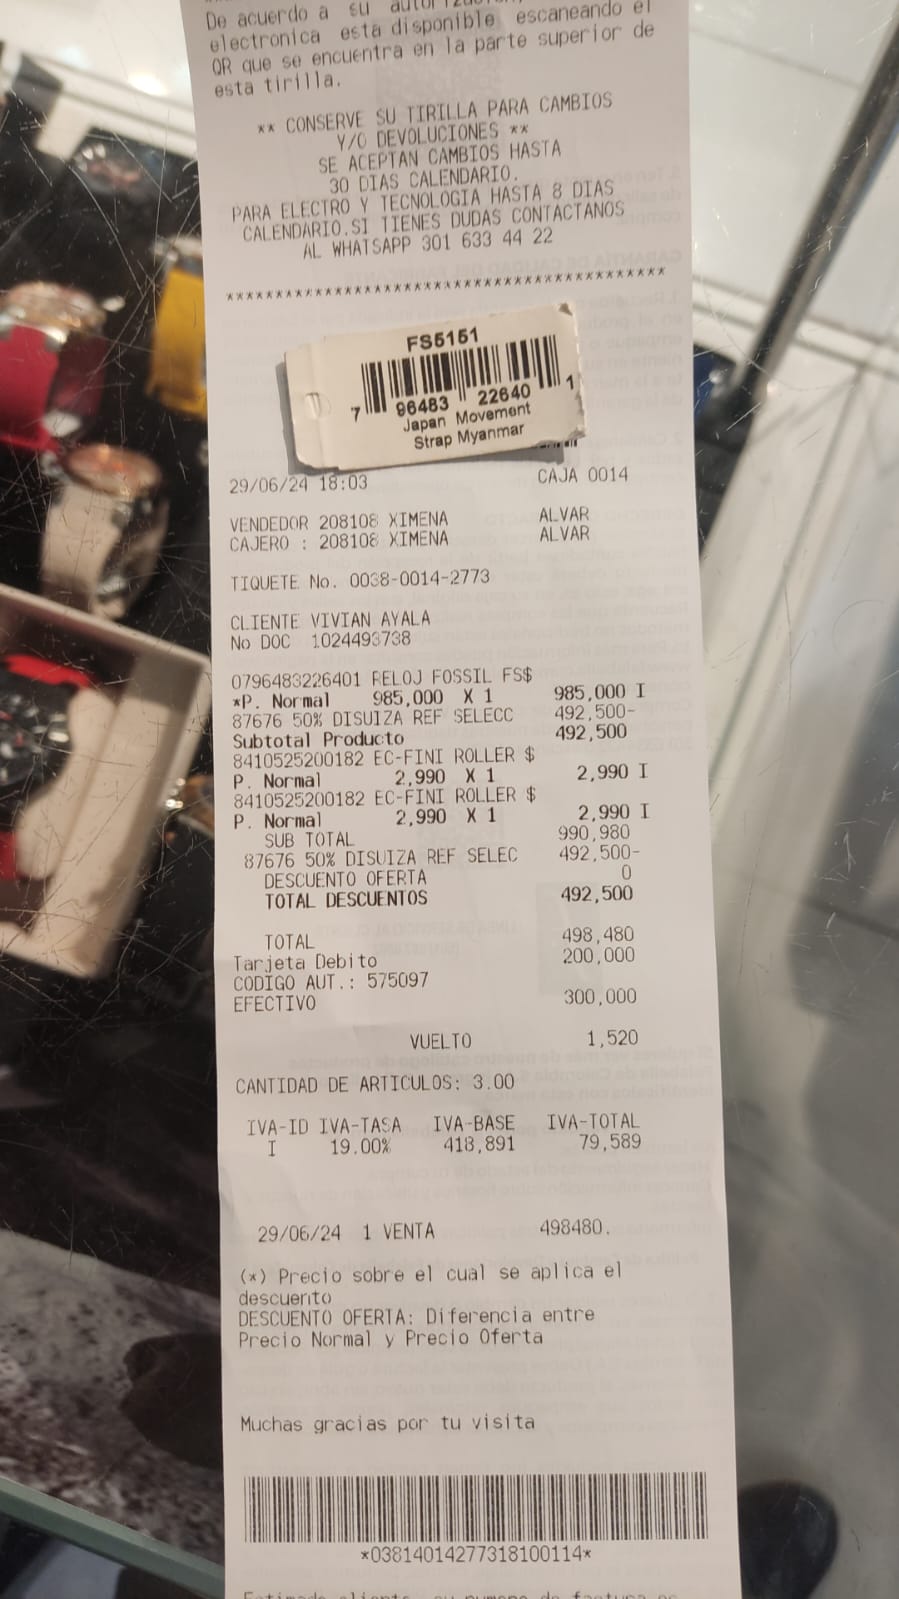 De acuerdo a su
electronica esta disponible escaneando el
QR que se encuentra en la parte superior de
esta tirilla.
** CONSERVE SU TIRILLA PARA CAMBIOS
Y/O DEVOLUCIONES **
SE ACEPTAN CAMBIOS HASTA
30 DIAS CALENDARIO.
PARA ELECTRO Y TECNOLOGIA HASTA 8 DIAS
CALENDARIO.SI TIENES DUDAS CONTACTANOS
AL WHATSAPP 301 633 44 22
********************************************
FS5151
7 96483 22640 1
Japan Movement
Strap Myanmar
29/06/24 18:03 CAJA 0014
VENDEDOR 208108 XIMENA ALVAR
CAJERO : 208108 XIMENA ALVAR
TIQUETE No. 0038-0014-2773
CLIENTE VIVIAN AYALA
No DOC 1024493738
0796483226401 RELOJ FOSSIL FS$
*P. Normal 985,000 X 1 985,000 I
87676 50% DISUIZA REF SELECC 492,500-
Subtotal Producto 492,500
8410525200182 EC-FINI ROLLER $
P. Normal 2,990 X 1 2,990 I
8410525200182 EC-FINI ROLLER $
P. Normal 2,990 X 1 2,990 I
SUB TOTAL 990,980
87676 50% DISUIZA REF SELEC 492,500-
DESCUENTO OFERTA 0
TOTAL DESCUENTOS 492,500
TOTAL 498,480
Tarjeta Debito 200,000
CODIGO AUT.: 575097
EFECTIVO 300,000
VUELTO 1,520
CANTIDAD DE ARTICULOS: 3.00
IVA-ID IVA-TASA IVA-BASE IVA-TOTAL
I 19.00% 418,891 79,589
29/06/24 1 VENTA 498480.
(*) Precio sobre el cual se aplica el
descuento
DESCUENTO OFERTA: Diferencia entre
Precio Normal y Precio Oferta
Muchas gracias por tu visita
*03814014277318100114*